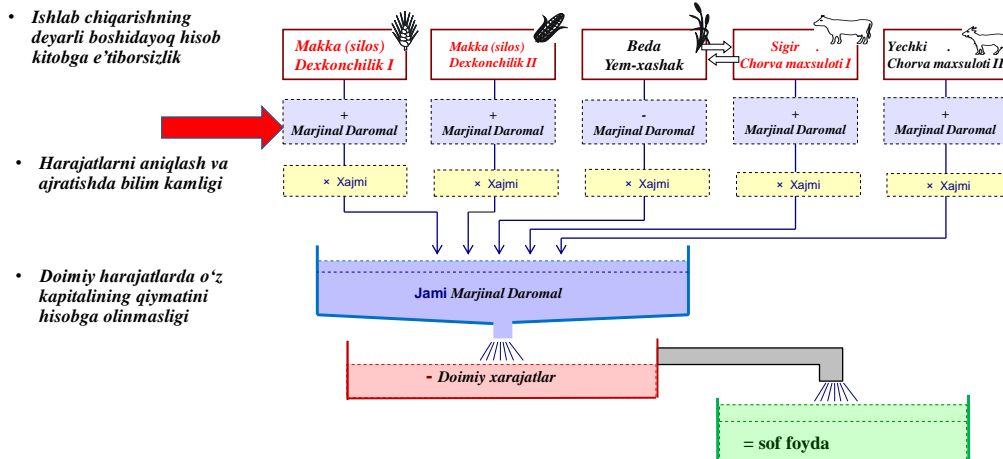 • Ishlab chiqarishning
deyarli boshidayoq hisob
kitobga e’tiborsizlik
• Harajatlarni aniqlash va
ajratishda bilim kamligi
• Doimiy harajatlarda o‘z
kapitalining qiymatini
hisobga olinmasligi
Makka (silos)
Dexkonchilik I
Makka (silos)
Dexkonchilik II
Beda
Yem-xashak
Sigir .
Chorva maxsuloti I
Yechki .
Chorva maxsuloti II
+
Marjinal Daromal
+
Marjinal Daromal
-
Marjinal Daromal
+
Marjinal Daromal
+
Marjinal Daromal
× Xajmi
× Xajmi
× Xajmi
× Xajmi
× Xajmi
Jami Marjinal Daromal
- Doimiy xarajatlar
= sof foyda